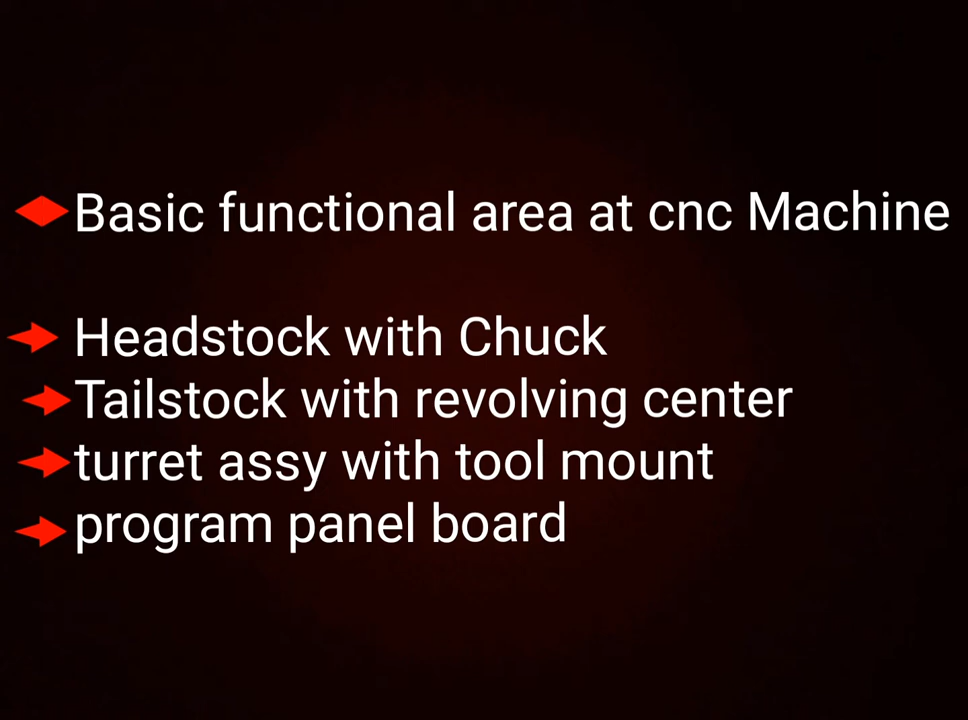 Basic functional area at cnc Machine
Headstock with Chuck
Tailstock with revolving center
turret assy with tool mount
program panel board